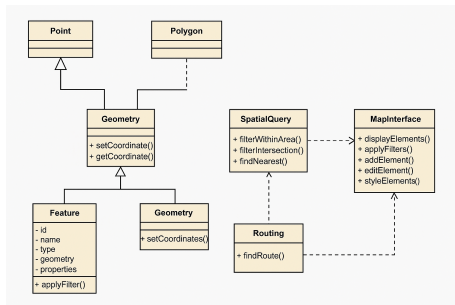 Point
Polygon
Geometry
+ setCoordinate()
+ getCoordinate()
SpatialQuery
+ filterWithinArea()
+ filterIntersection()
+ findNearest()
MapInterface
+ displayElements()
+ applyFilters()
+ addElement()
+ editElement()
+ styleElements()
Feature
- id
- name
- type
- geometry
- properties
+ applyFilter()
Geometry
+ setCoordinates()
Routing
+ findRoute()